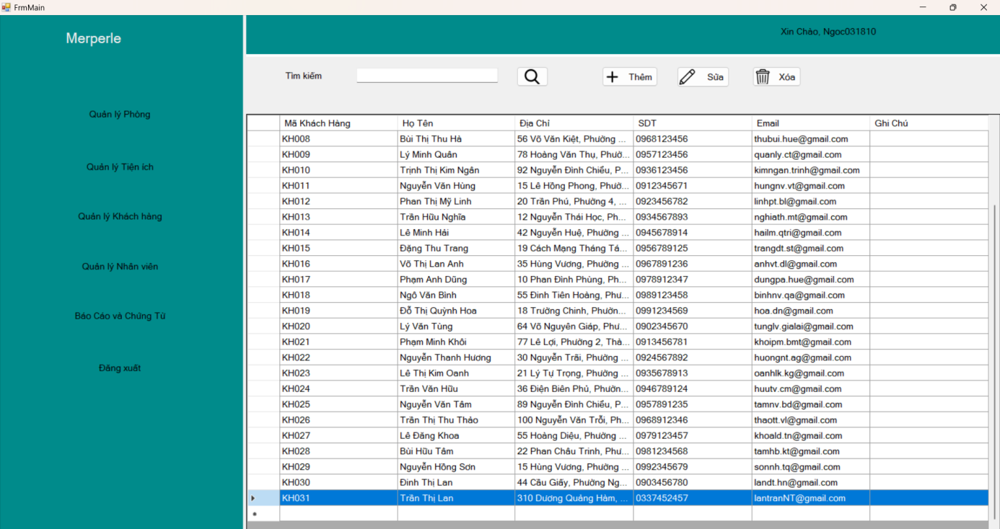 FrmMain
Merperle
Xin Chào, Ngoc031810
Quản lý Phòng
Quản lý Tiện ích
Quản lý Khách hàng
Quản lý Nhân viên
Báo Cáo và Chứng Từ
Đăng xuất
Tìm kiếm Thêm Sửa Xóa
Mã Khách Hàng Họ Tên Địa Chỉ SDT Email Ghi Chú
KH008 Bùi Thị Thu Hà 56 Võ Văn Kiệt, Phường ... 0968123456 thubui.hue@gmail.com
KH009 Lý Minh Quân 78 Hoàng Văn Thụ, Phườ... 0957123456 quanly.ct@gmail.com
KH010 Trịnh Thị Kim Ngân 92 Nguyễn Đình Chiểu, P... 0936123456 kimngan.trinh@gmail.com
KH011 Nguyễn Văn Hùng 15 Lê Hồng Phong, Phườ... 0912345671 hungnv.vt@gmail.com
KH012 Phan Thị Mỹ Linh 20 Trần Phú, Phường 4, ... 0923456782 linhpt.bl@gmail.com
KH013 Trần Hữu Nghĩa 12 Nguyễn Thái Học, Ph... 0934567893 nghiath.mt@gmail.com
KH014 Lê Minh Hải 42 Nguyễn Huệ, Phường ... 0945678914 hailm.qtri@gmail.com
KH015 Đặng Thu Trang 19 Cách Mạng Tháng Tá... 0956789125 trangdt.st@gmail.com
KH016 Võ Thị Lan Anh 35 Hùng Vương, Phường ... 0967891236 anhvt.dl@gmail.com
KH017 Phạm Anh Dũng 10 Phan Đình Phùng, Ph... 0978912347 dungpa.hue@gmail.com
KH018 Ngô Văn Bình 55 Đinh Tiên Hoàng, Phư... 0989123458 binhnv.qa@gmail.com
KH019 Đỗ Thị Quỳnh Hoa 18 Trường Chinh, Phườn... 0991234569 hoa.dn@gmail.com
KH020 Lý Văn Tùng 64 Võ Nguyên Giáp, Phư... 0902345670 tunglv.gialai@gmail.com
KH021 Phạm Minh Khôi 77 Lê Lợi, Phường 2, Thà... 0913456781 khoipm.bmt@gmail.com
KH022 Nguyễn Thanh Hương 30 Nguyễn Trãi, Phường ... 0924567892 huongnt.ag@gmail.com
KH023 Lê Thị Kim Oanh 21 Lý Tự Trọng, Phường ... 0935678913 oanhlk.kg@gmail.com
KH024 Trần Văn Hữu 36 Điện Biên Phủ, Phườn... 0946789124 huutv.cm@gmail.com
KH025 Nguyễn Văn Tâm 89 Nguyễn Đình Chiểu, P... 0957891235 tamnv.bd@gmail.com
KH026 Trần Thị Thu Thảo 100 Nguyễn Văn Trỗi, Ph... 0968912346 thaott.vl@gmail.com
KH027 Lê Đăng Khoa 55 Hoàng Diệu, Phường ... 0979123457 khoald.tn@gmail.com
KH028 Bùi Hữu Tâm 22 Phan Châu Trinh, Phư... 0981234568 tamhb.kt@gmail.com
KH029 Nguyễn Hồng Sơn 15 Hùng Vương, Phường ... 0992345679 sonnh.tq@gmail.com
KH030 Đinh Thị Lan 44 Cầu Giấy, Phường Ng... 0903456780 landt.hn@gmail.com
KH031 Trần Thị Lan 310 Dương Quảng Hàm, ... 0337452457 lantranNT@gmail.com